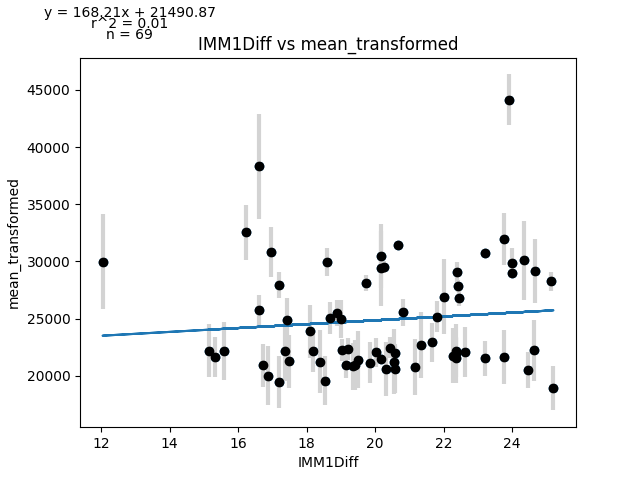 y = 168.21x + 21490.87
r^2 = 0.01
n = 69
IMM1Diff vs mean_transformed
45000
40000
35000
30000
25000
20000
mean_transformed
12 14 16 18 20 22 24
IMM1Diff